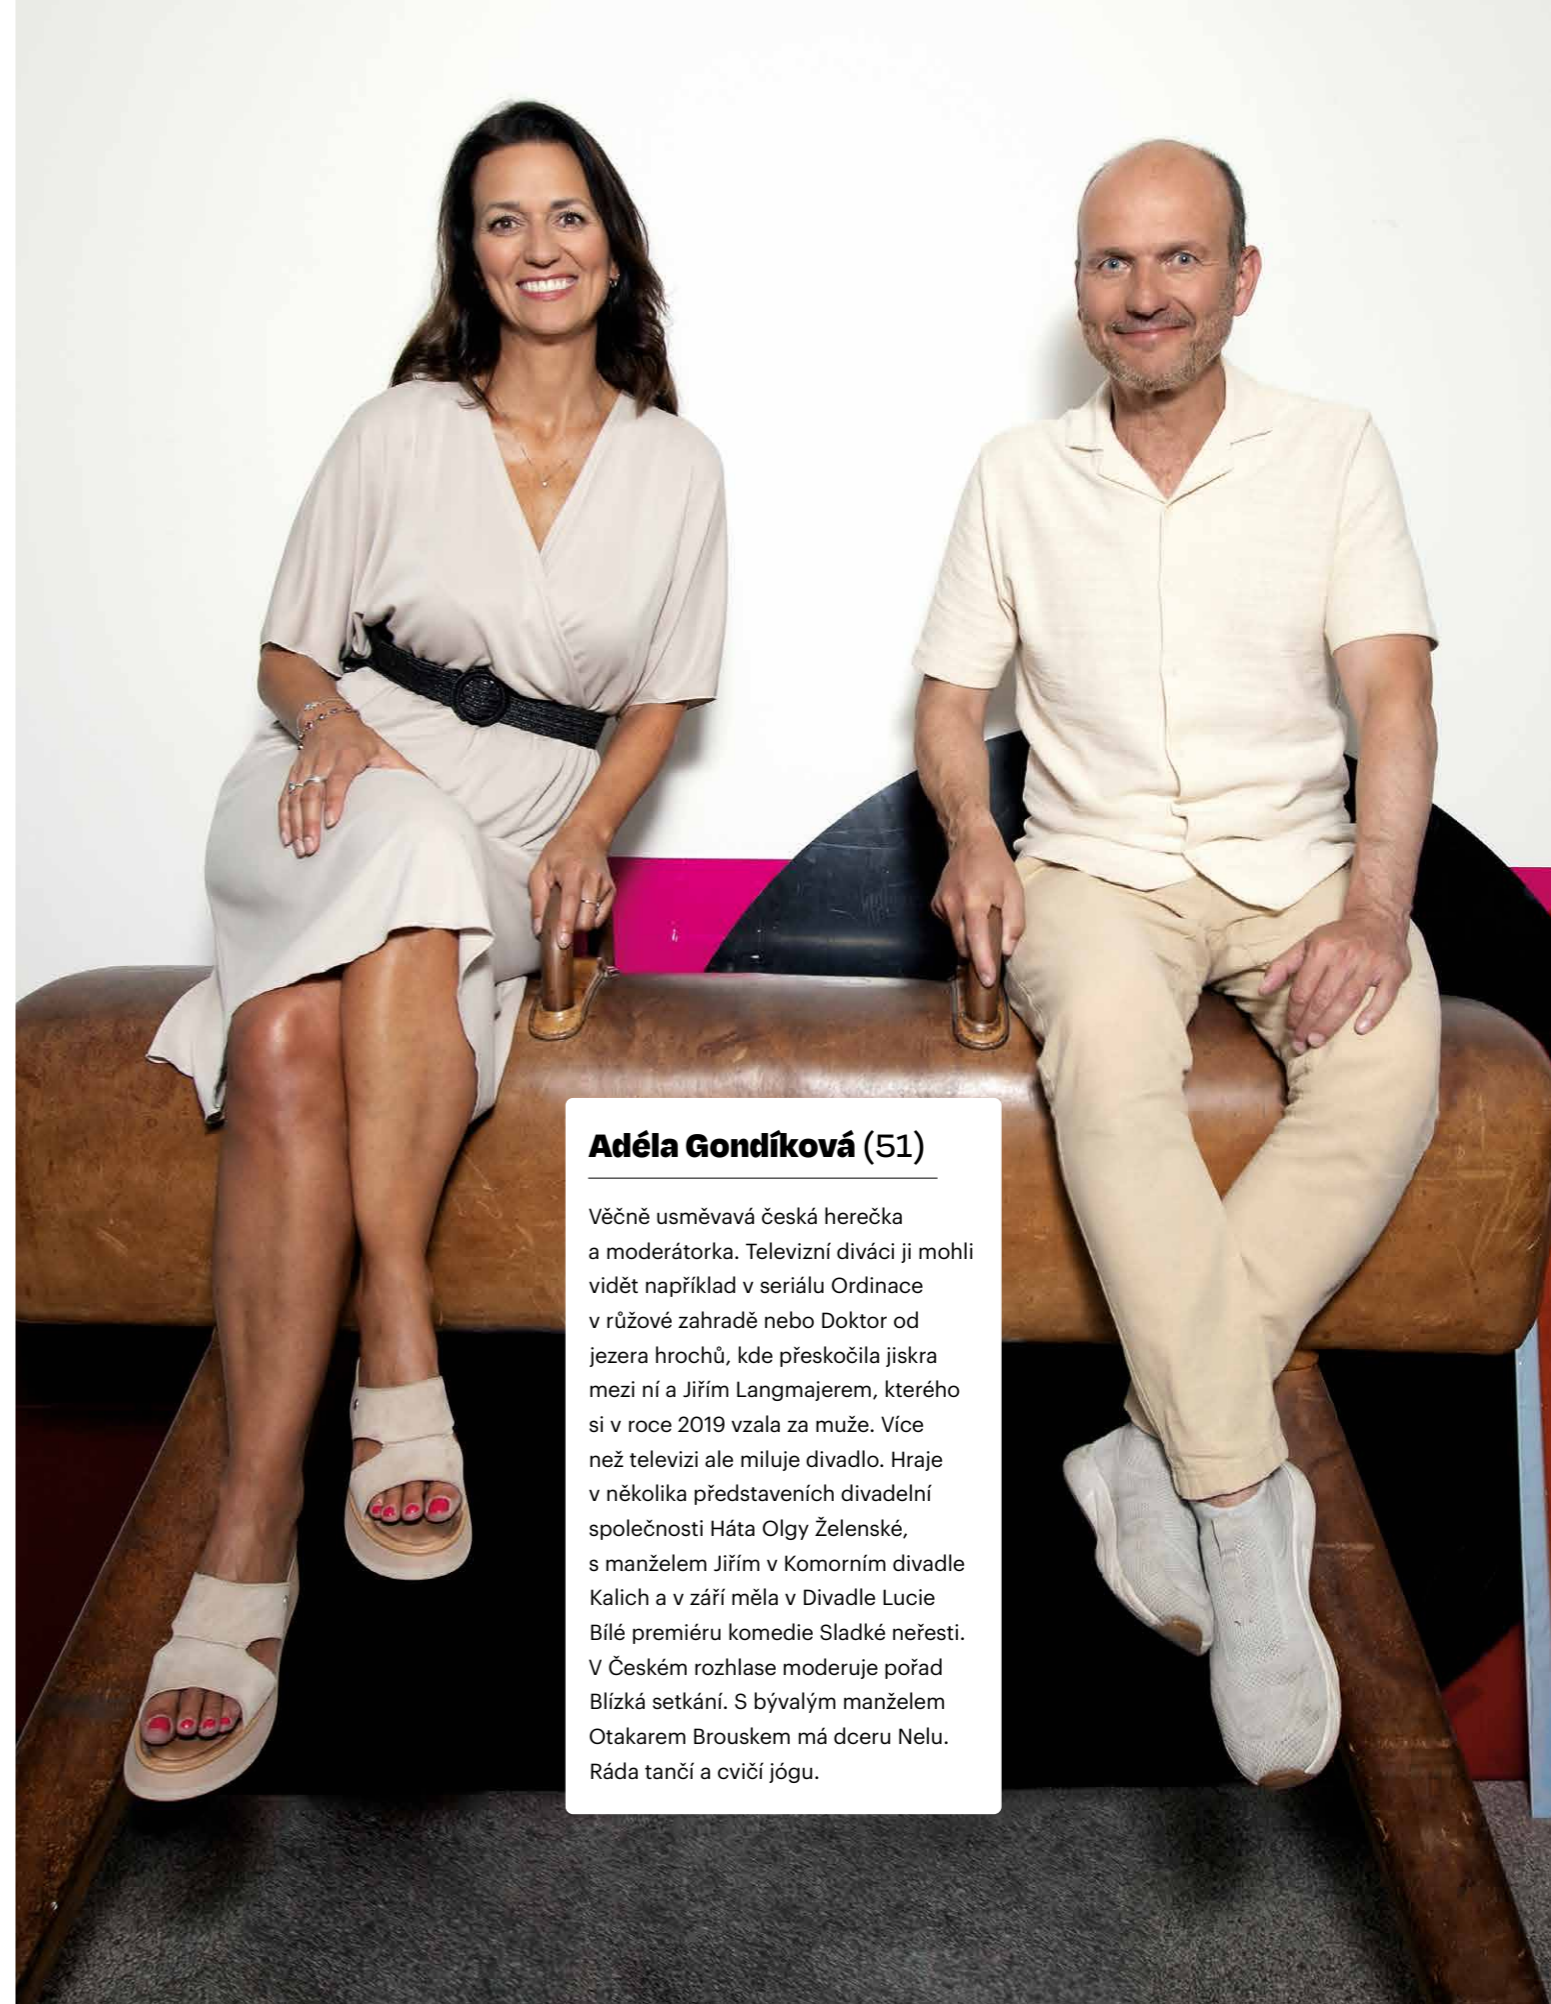 Adéla Gondíková (51)
Věčně usměvavá česká herečka
a moderátorka. Televizní diváci ji mohli
vidět například v seriálu Ordinace
v růžové zahradě nebo Doktor od
jezera hrochů, kde přeskočila jiskra
mezi ní a Jiřím Langmajerem, kterého
si v roce 2019 vzala za muže. Více
než televizi ale miluje divadlo. Hraje
v několika představeních divadelní
společnosti Háta Olgy Želenské,
s manželem Jiřím v Komorním divadle
Kalich a v září měla v Divadle Lucie
Bílé premiéru komedie Sladké neřesti.
V Českém rozhlase moderuje pořad
Blízká setkání. S bývalým manželem
Otakarem Brouskem má dceru Nelu.
Ráda tančí a cvičí jógu.